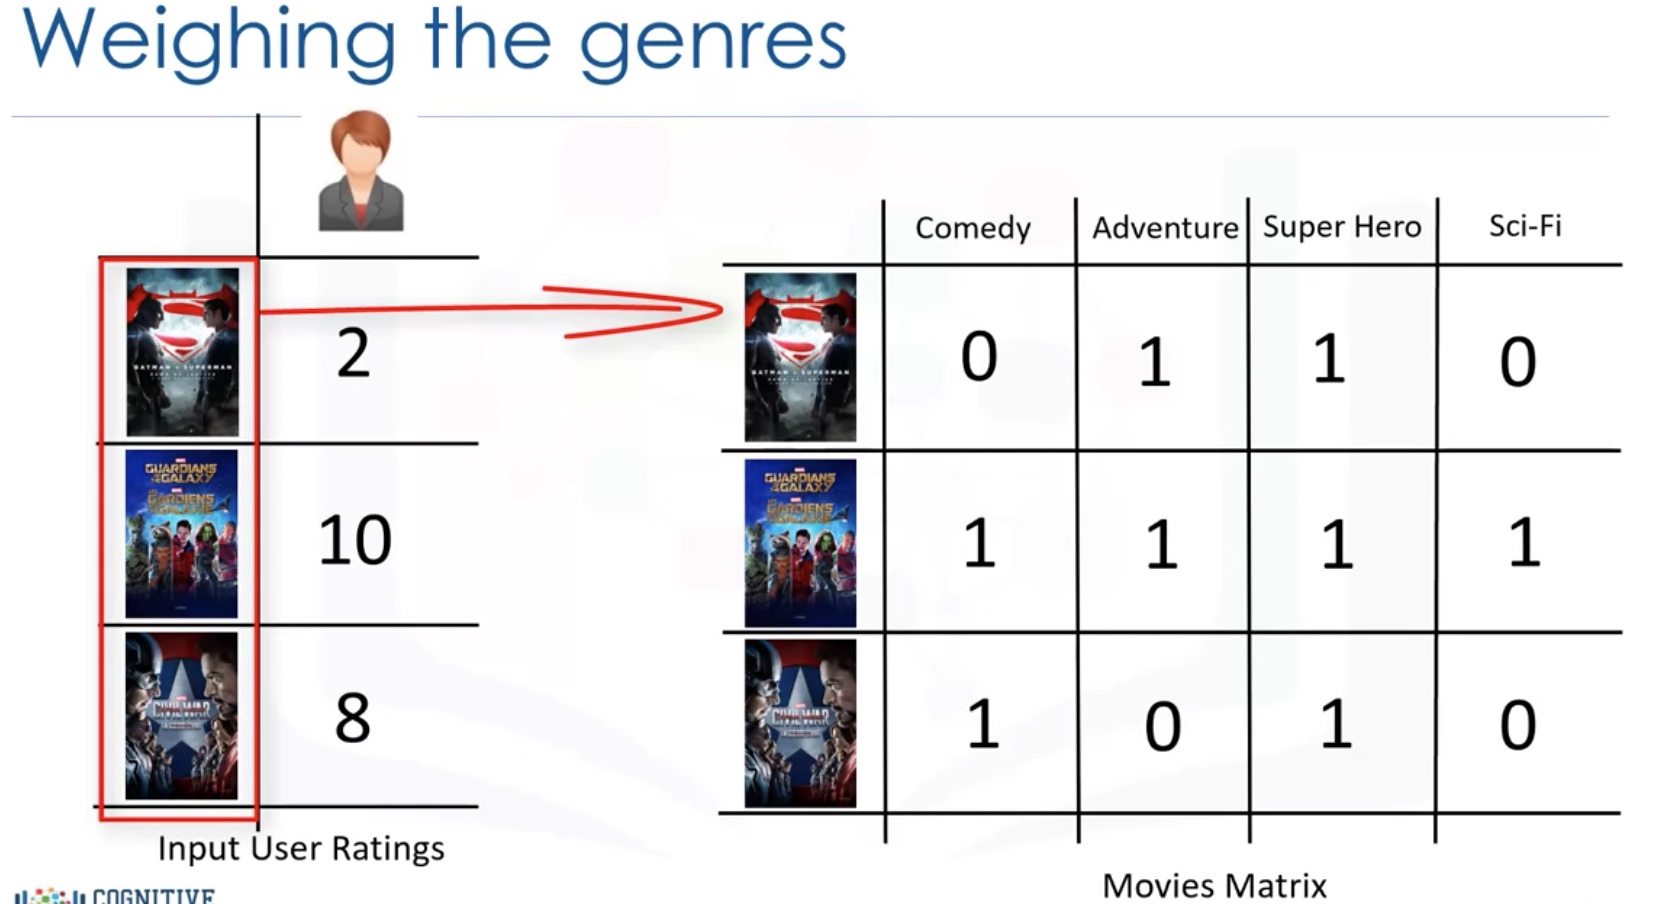 Weighing the genres
Comedy Adventure Super Hero Sci-Fi
BATMAN v SUPERMAN
2
BATMAN v SUPERMAN
0 1 1 0
GUARDIANS
OF THE GALAXY
LES
GARDIENS
DE LA GALAXIE
10
GUARDIANS
OF THE GALAXY
LES
GARDIENS
DE LA GALAXIE
1 1 1 1
CIVIL WAR
8
CIVIL WAR
1 0 1 0
Input User Ratings
Movies Matrix
COGNITIVE